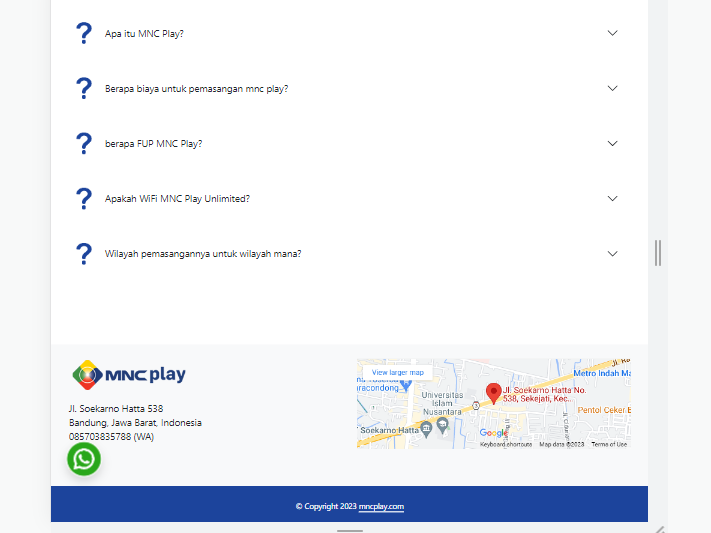 Apa itu MNC Play?
Berapa biaya untuk pemasangan mnc play?
berapa FUP MNC Play?
Apakah WiFi MNC Play Unlimited?
Wilayah pemasangannya untuk wilayah mana?
MNC play
Jl. Soekarno Hatta 538
Bandung, Jawa Barat, Indonesia
085703835788 (WA)
View larger map
Metro Indah Ma
Jl. Soekarno Hatta No.
538, Sekejati, Kec...
Universitas
Islam
Nusantara
Pentol Ceker E
Soekarno Hatta
Google
Keyboard shortcuts
Map data ©2023
Terms of Use
© Copyright 2023 mncplay.com